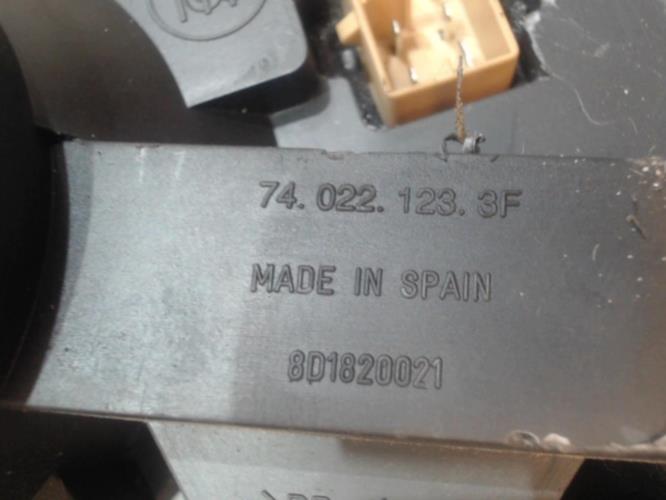 74. 022. 123. 3F
MADE IN SPAIN
8D1820021